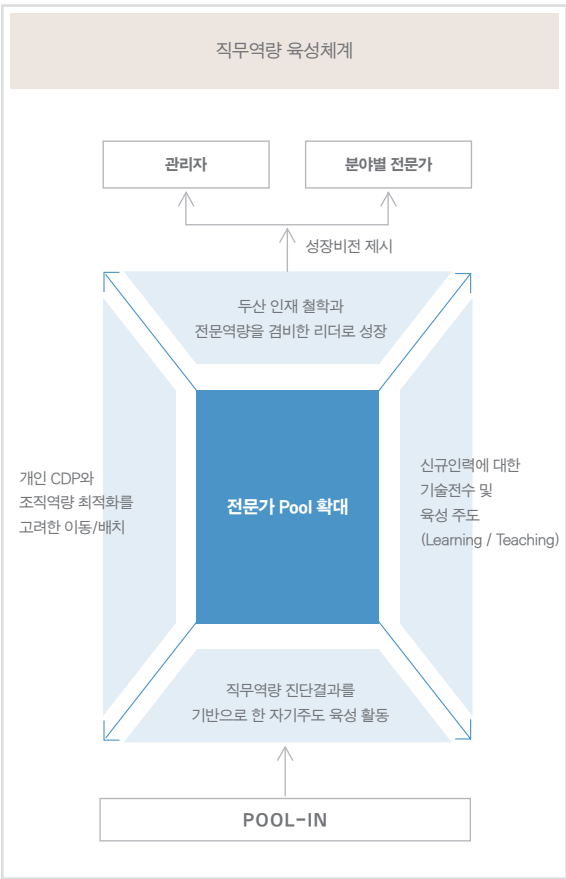 직무역량 육성체계
관리자
분야별 전문가
성장비전 제시
두산 인재 철학과
전문역량을 겸비한 리더로 성장
개인 CDP와
조직역량 최적화를
고려한 이동/배치
전문가 Pool 확대
신규인력에 대한
기술전수 및
육성 주도
(Learning / Teaching)
직무역량 진단결과를
기반으로 한 자기주도 육성 활동
POOL-IN